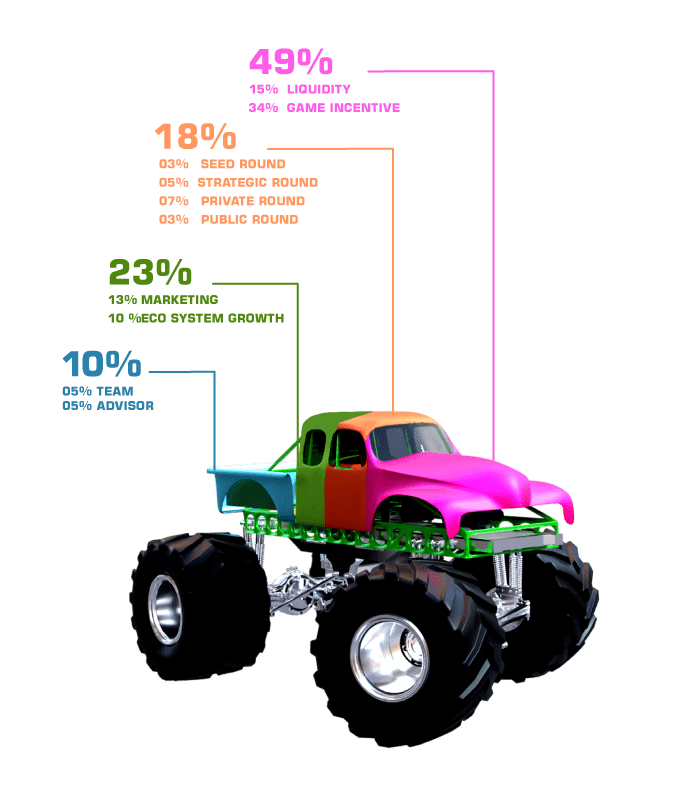 49%
15% LIQUIDITY
34% GAME INCENTIVE
18%
03% SEED ROUND
05% STRATEGIC ROUND
07% PRIVATE ROUND
03% PUBLIC ROUND
23%
13% MARKETING
10 %ECO SYSTEM GROWTH
10%
05% TEAM
05% ADVISOR